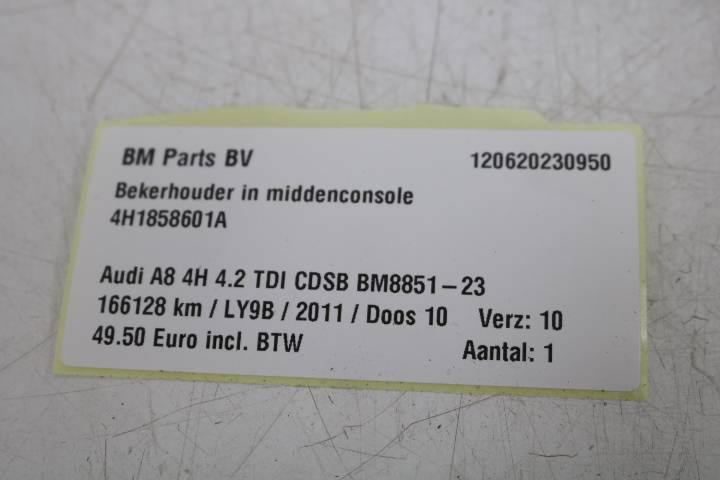 BM Parts BV 120620230950
Bekerhouder in middenconsole
4H1858601A
Audi A8 4H 4.2 TDI CDSB BM8851-23
166128 km / LY9B / 2011 / Doos 10 Verz: 10
49.50 Euro incl. BTW Aantal: 1